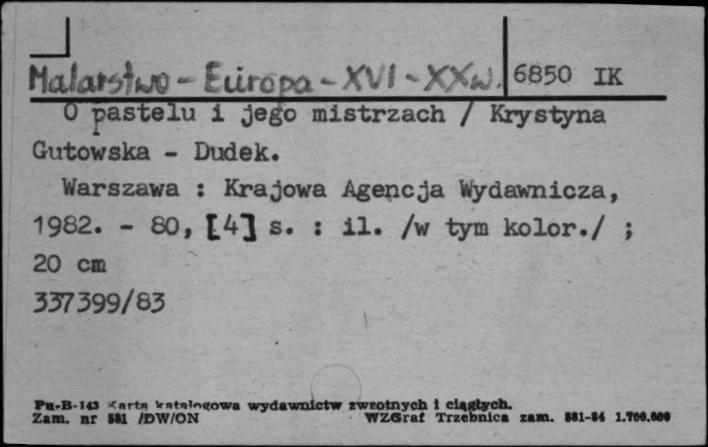 Malarstwo - Europa - XVI - XX w. 6850 IK
O pastelu i jego mistrzach / Krystyna
Gutowska - Dudek.
Warszawa : Krajowa Agencja Wydawnicza,
1982. - 80, [4] s. : il. /w tym kolor./ ;
20 cm
337399/83
Pu-B-143 Karta katalogowa wydawnictw zwrotnych i ciągłych.
Zam. nr 581 /DW/ON WZGraf Trzebnica zam. 881-84 1.700.000